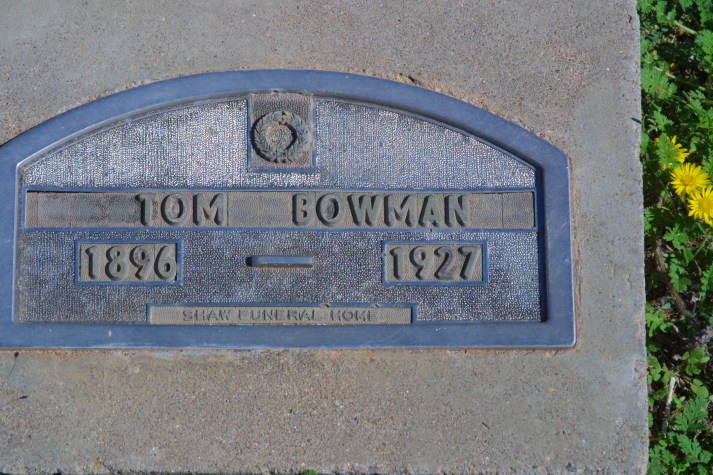 TOM BOWMAN
1896 — 1927
SHAW FUNERAL HOME